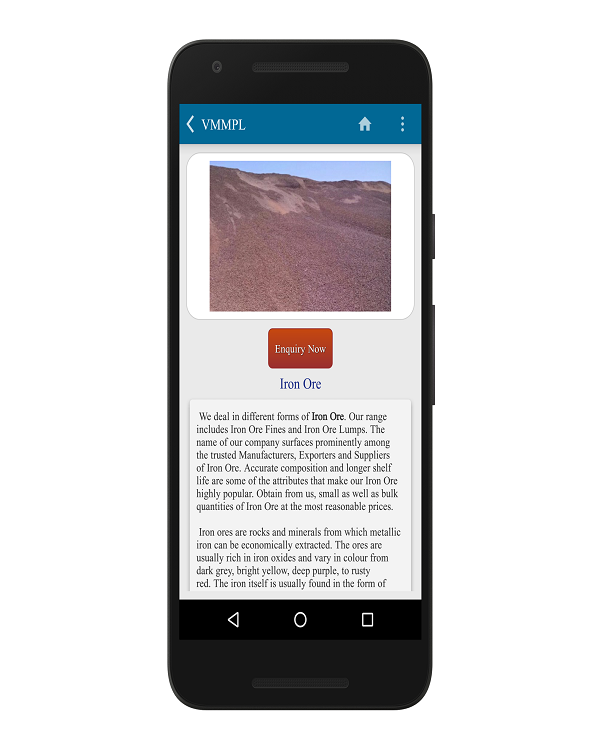 VMMPL
Enquiry Now
Iron Ore
We deal in different forms of Iron Ore. Our range
includes Iron Ore Fines and Iron Ore Lumps. The
name of our company surfaces prominently among
the trusted Manufacturers, Exporters and Suppliers
of Iron Ore. Accurate composition and longer shelf
life are some of the attributes that make our Iron Ore
highly popular. Obtain from us, small as well as bulk
quantities of Iron Ore at the most reasonable prices.
Iron ores are rocks and minerals from which metallic
iron can be economically extracted. The ores are
usually rich in iron oxides and vary in colour from
dark grey, bright yellow, deep purple, to rusty
red. The iron itself is usually found in the form of